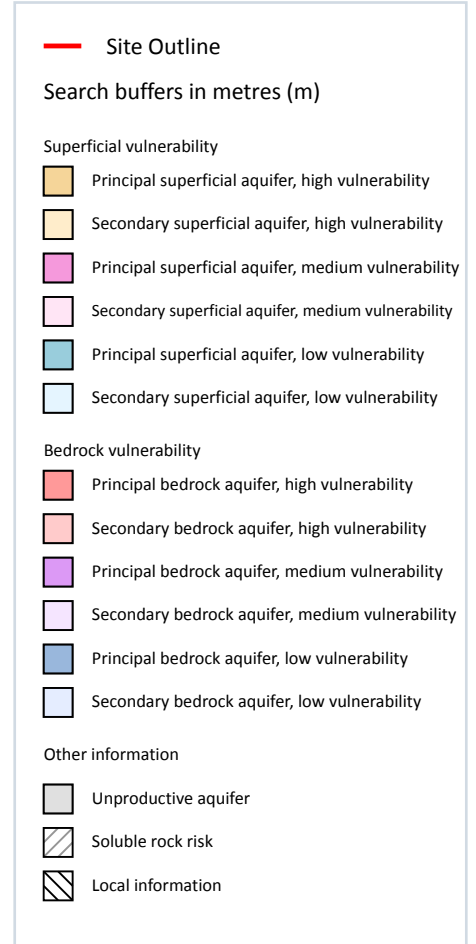 Site Outline
Search buffers in metres (m)
Superficial vulnerability
Principal superficial aquifer, high vulnerability
Secondary superficial aquifer, high vulnerability
Principal superficial aquifer, medium vulnerability
Secondary superficial aquifer, medium vulnerability
Principal superficial aquifer, low vulnerability
Secondary superficial aquifer, low vulnerability
Bedrock vulnerability
Principal bedrock aquifer, high vulnerability
Secondary bedrock aquifer, high vulnerability
Principal bedrock aquifer, medium vulnerability
Secondary bedrock aquifer, medium vulnerability
Principal bedrock aquifer, low vulnerability
Secondary bedrock aquifer, low vulnerability
Other information
Unproductive aquifer
Soluble rock risk
Local information